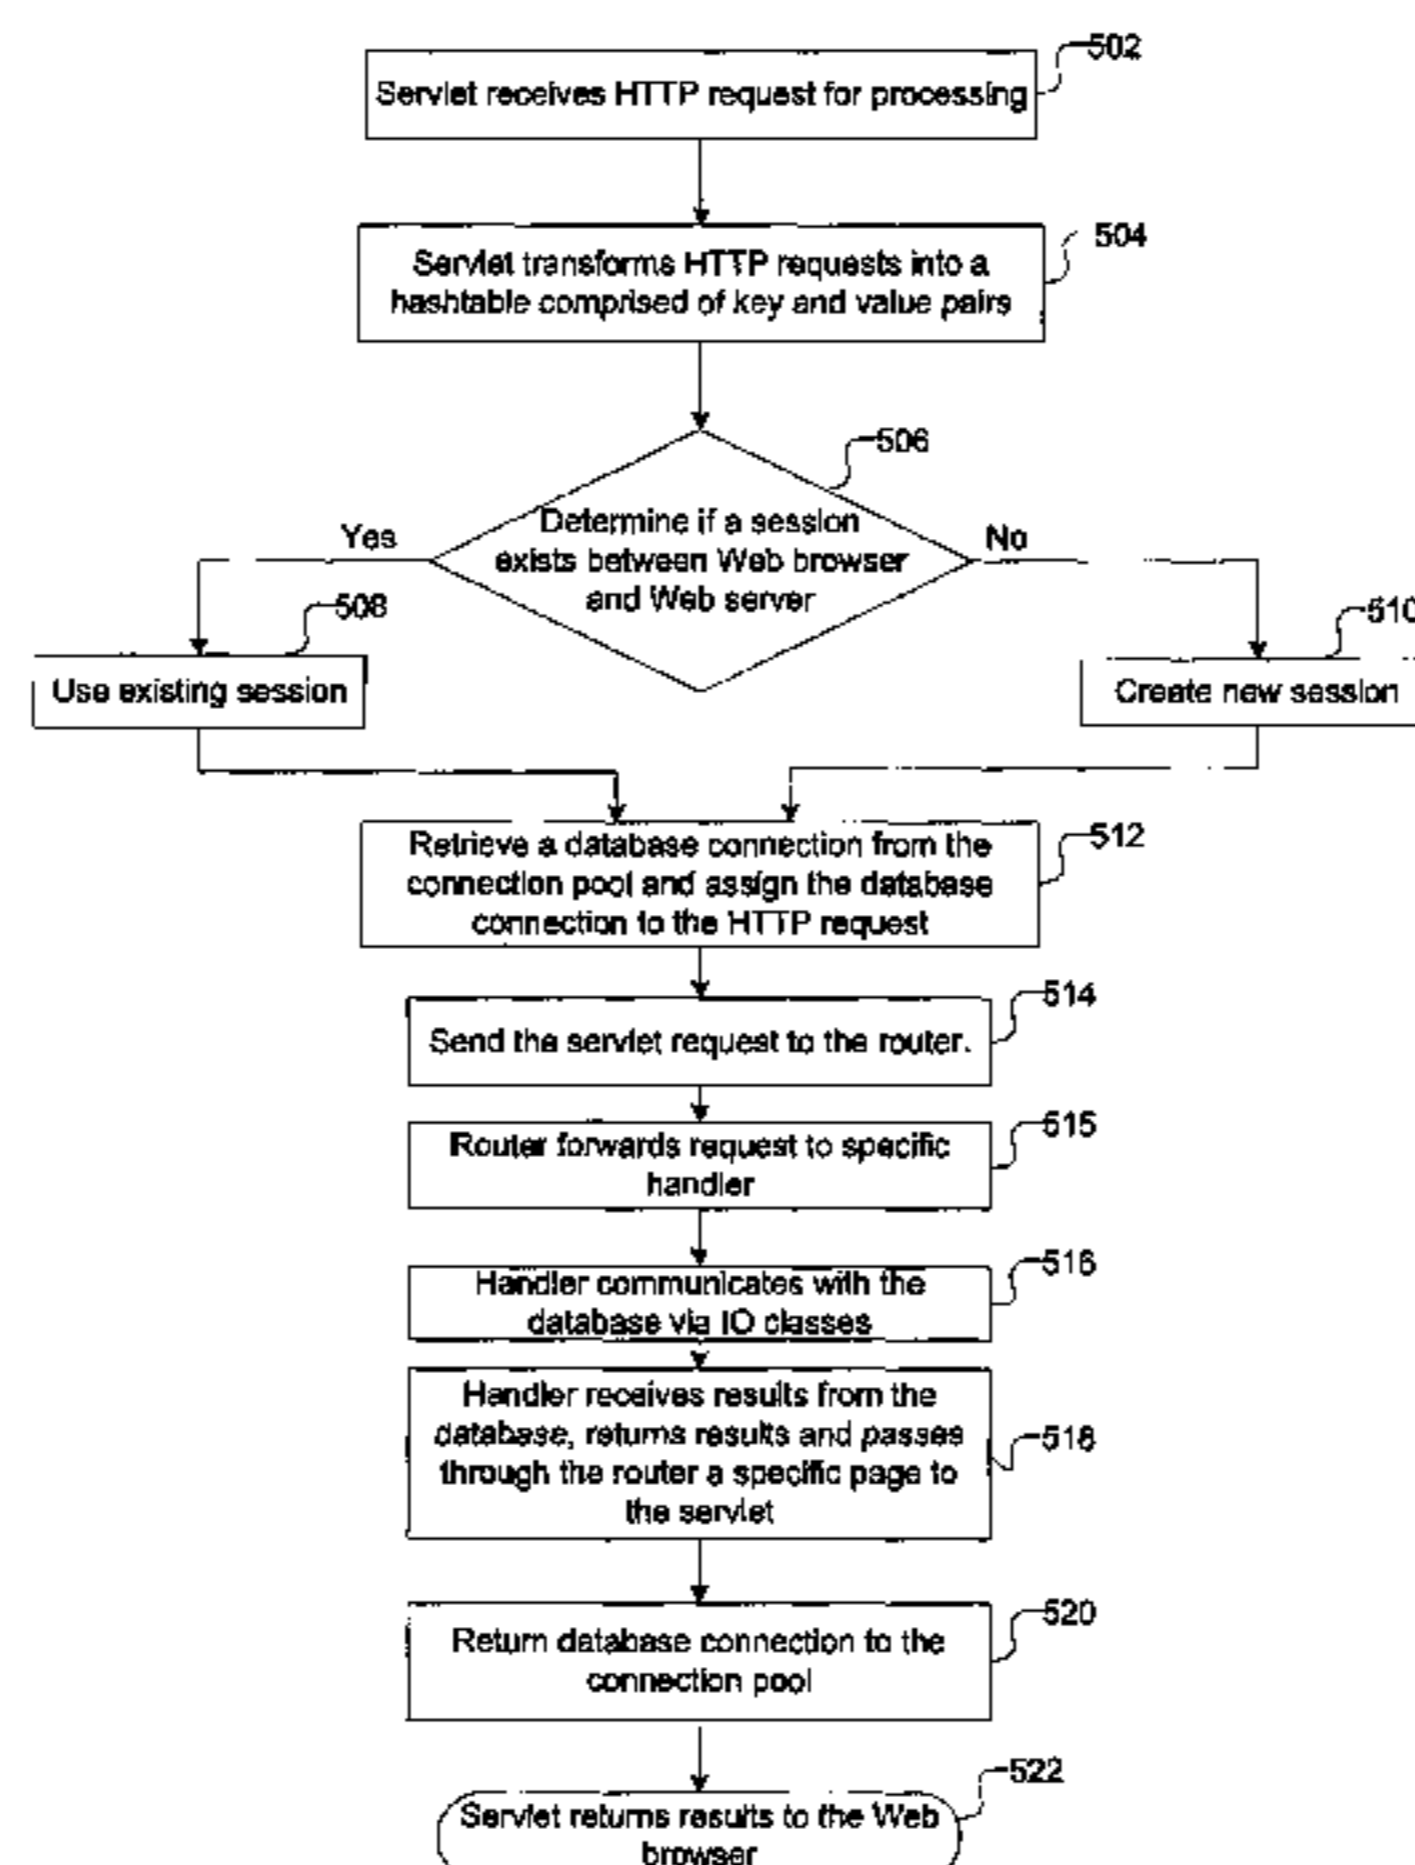 502
Servlet receives HTTP request for processing
504
Servlet transforms HTTP requests into a
hashtable comprised of key and value pairs
506
Determine if a session
exists between Web browser
and Web server
Yes
No
508
Use existing session
510
Create new session
512
Retrieve a database connection from the
connection pool and assign the database
connection to the HTTP request
514
Send the servlet request to the router.
515
Router forwards request to specific
handler
516
Handler communicates with the
database via IO classes
518
Handler receives results from the
database, returns results and passes
through the router a specific page to
the servlet
520
Return database connection to the
connection pool
522
Servlet returns results to the Web
browser